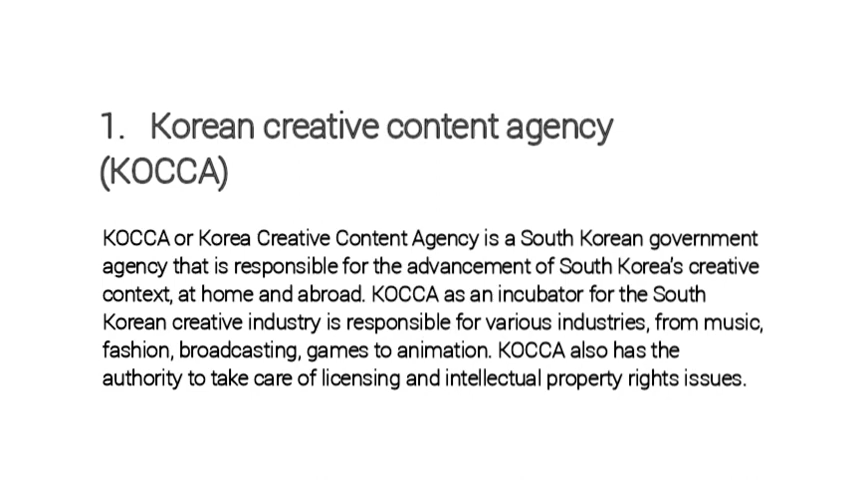 1. Korean creative content agency
(KOCCA)
KOCCA or Korea Creative Content Agency is a South Korean government
agency that is responsible for the advancement of South Korea's creative
context, at home and abroad. KOCCA as an incubator for the South
Korean creative industry is responsible for various industries, from music,
fashion, broadcasting, games to animation. KOCCA also has the
authority to take care of licensing and intellectual property rights issues.